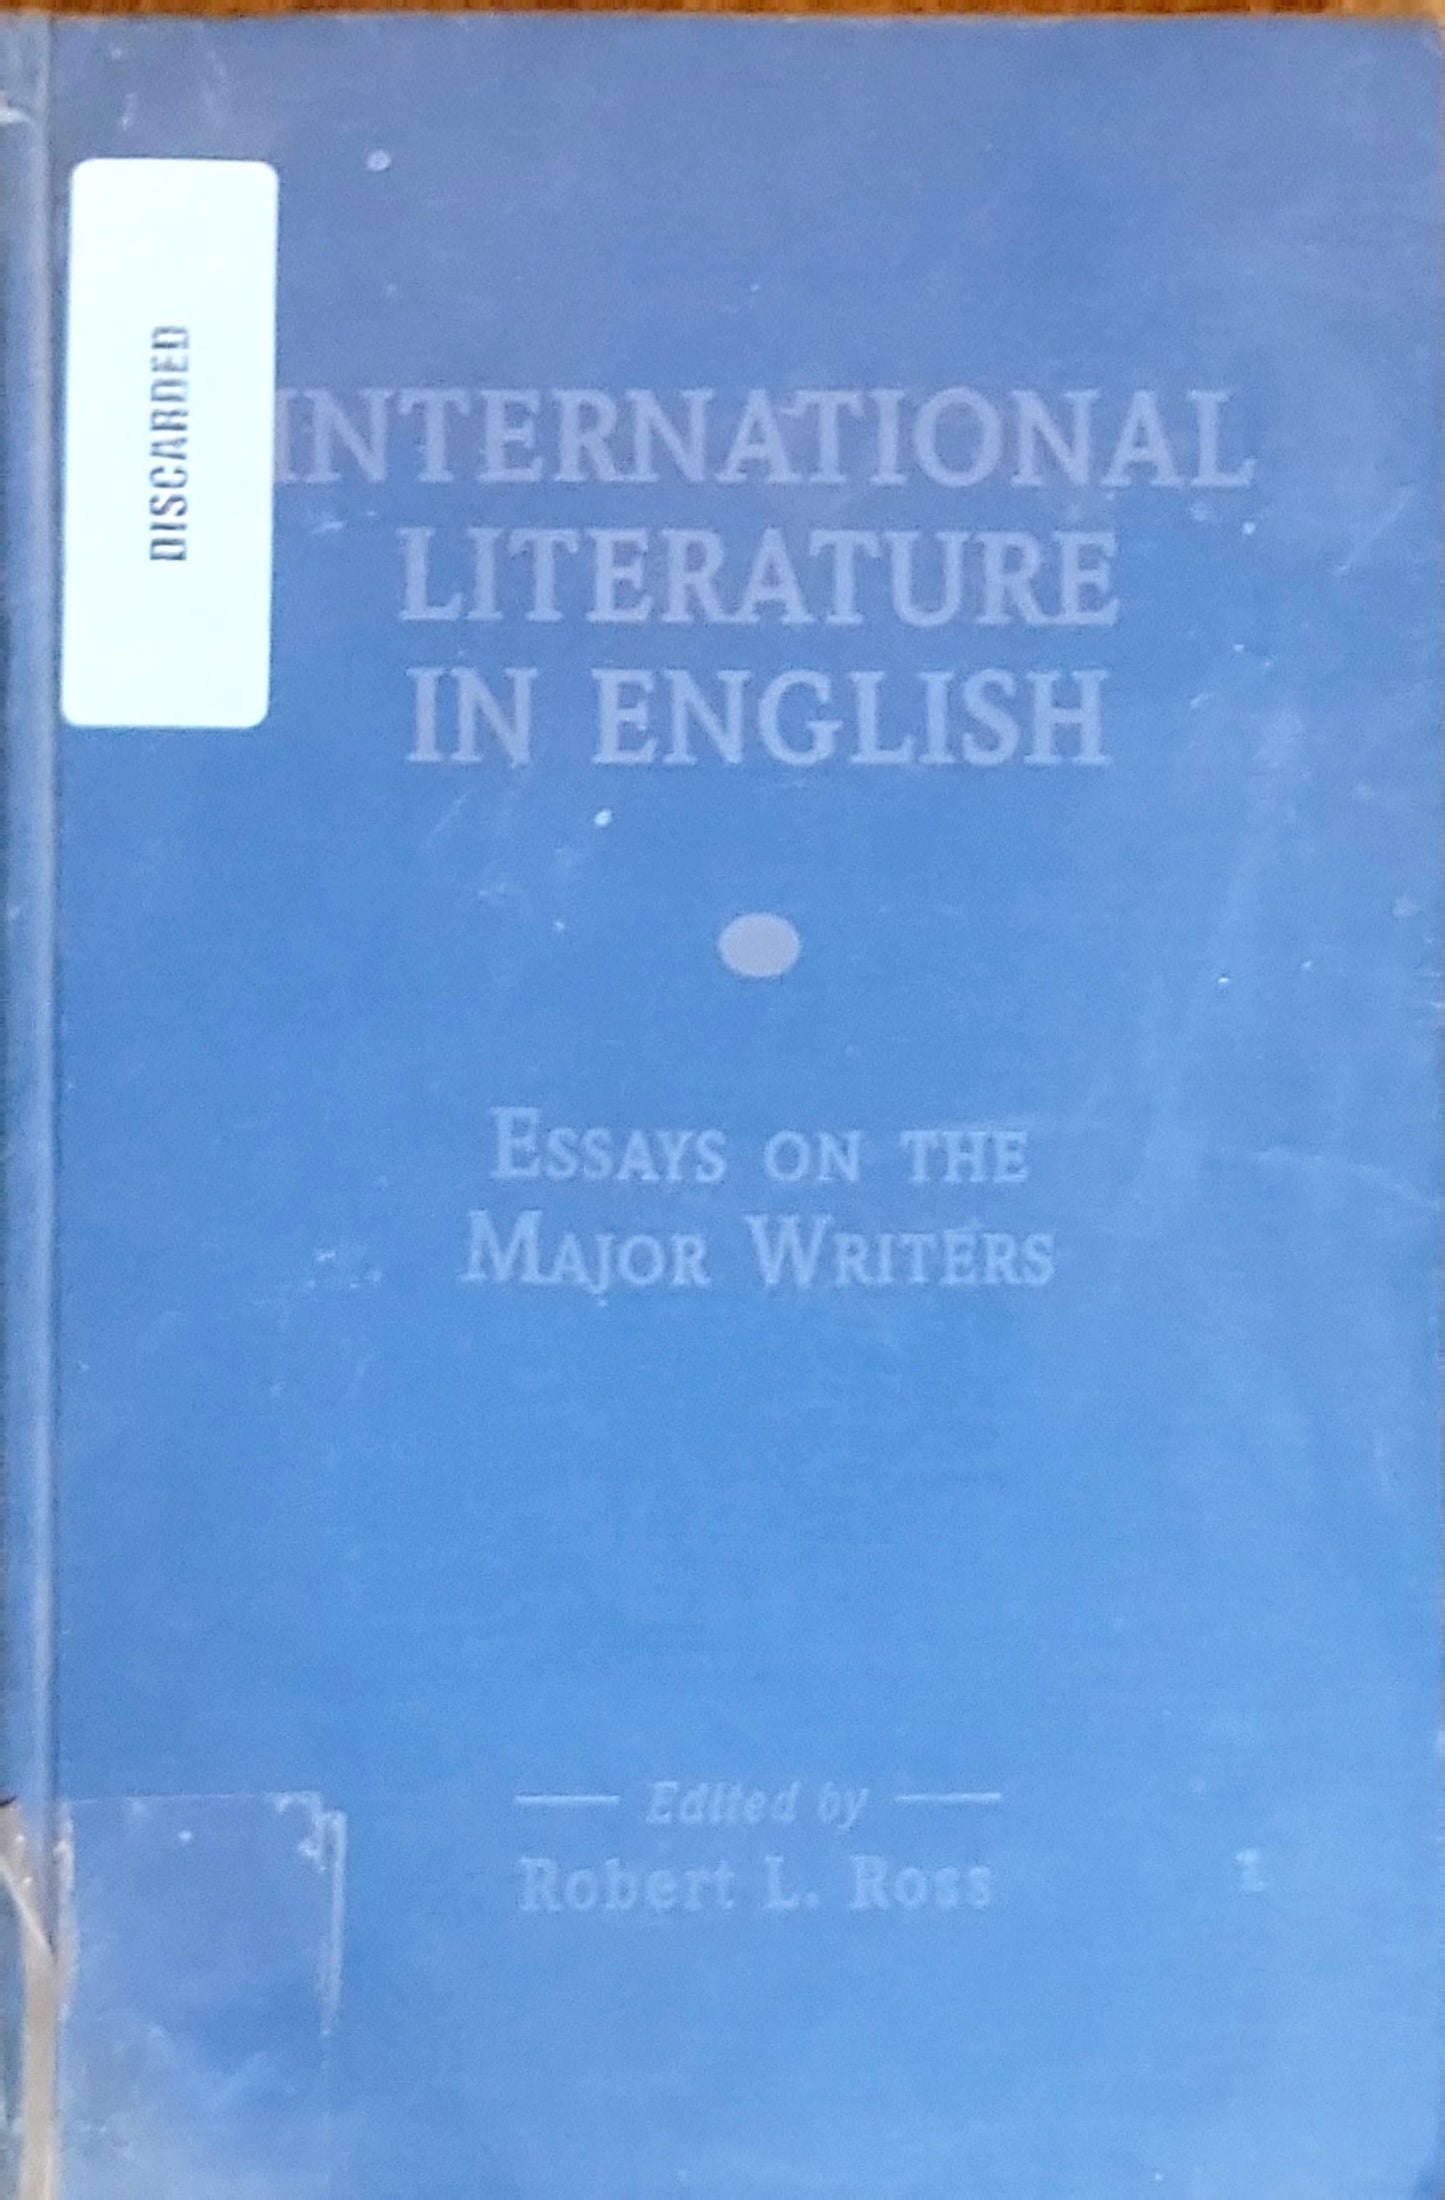 DISCARDED
INTERNATIONAL
LITERATURE
IN ENGLISH
ESSAYS ON THE
MAJOR WRITERS
Edited by
Robert L. Ross